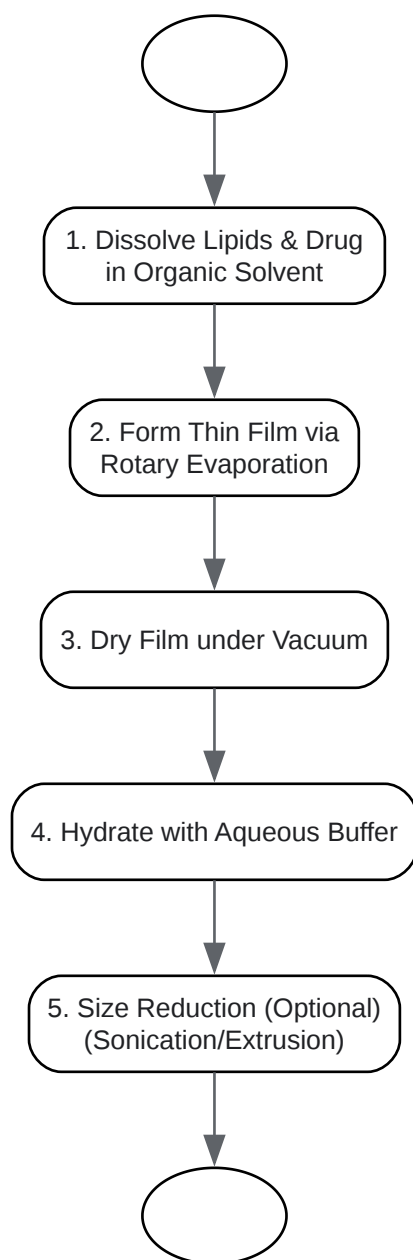 1. Dissolve Lipids & Drug
in Organic Solvent
2. Form Thin Film via
Rotary Evaporation
3. Dry Film under Vacuum
4. Hydrate with Aqueous Buffer
5. Size Reduction (Optional)
(Sonication/Extrusion)